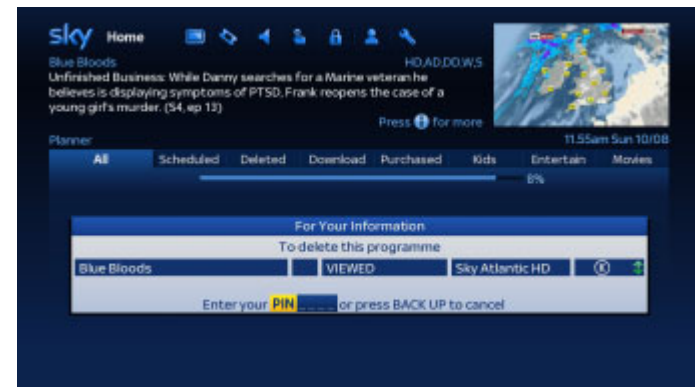 sky Home
Blue Bloods HD,AD,DD,W,S
Unfinished Business: While Danny searches for a Marine veteran he
believes is displaying symptoms of PTSD, Frank reopens the case of a
young girl's murder. (S4, ep 13)
Press i for more
Planner 11.55am Sun 10/08
All Scheduled Deleted Download Purchased Kids Entertain Movies
8%
For Your Information
To delete this programme
Blue Bloods VIEWED Sky Atlantic HD K
Enter your PIN _ _ _ _ or press BACK UP to cancel